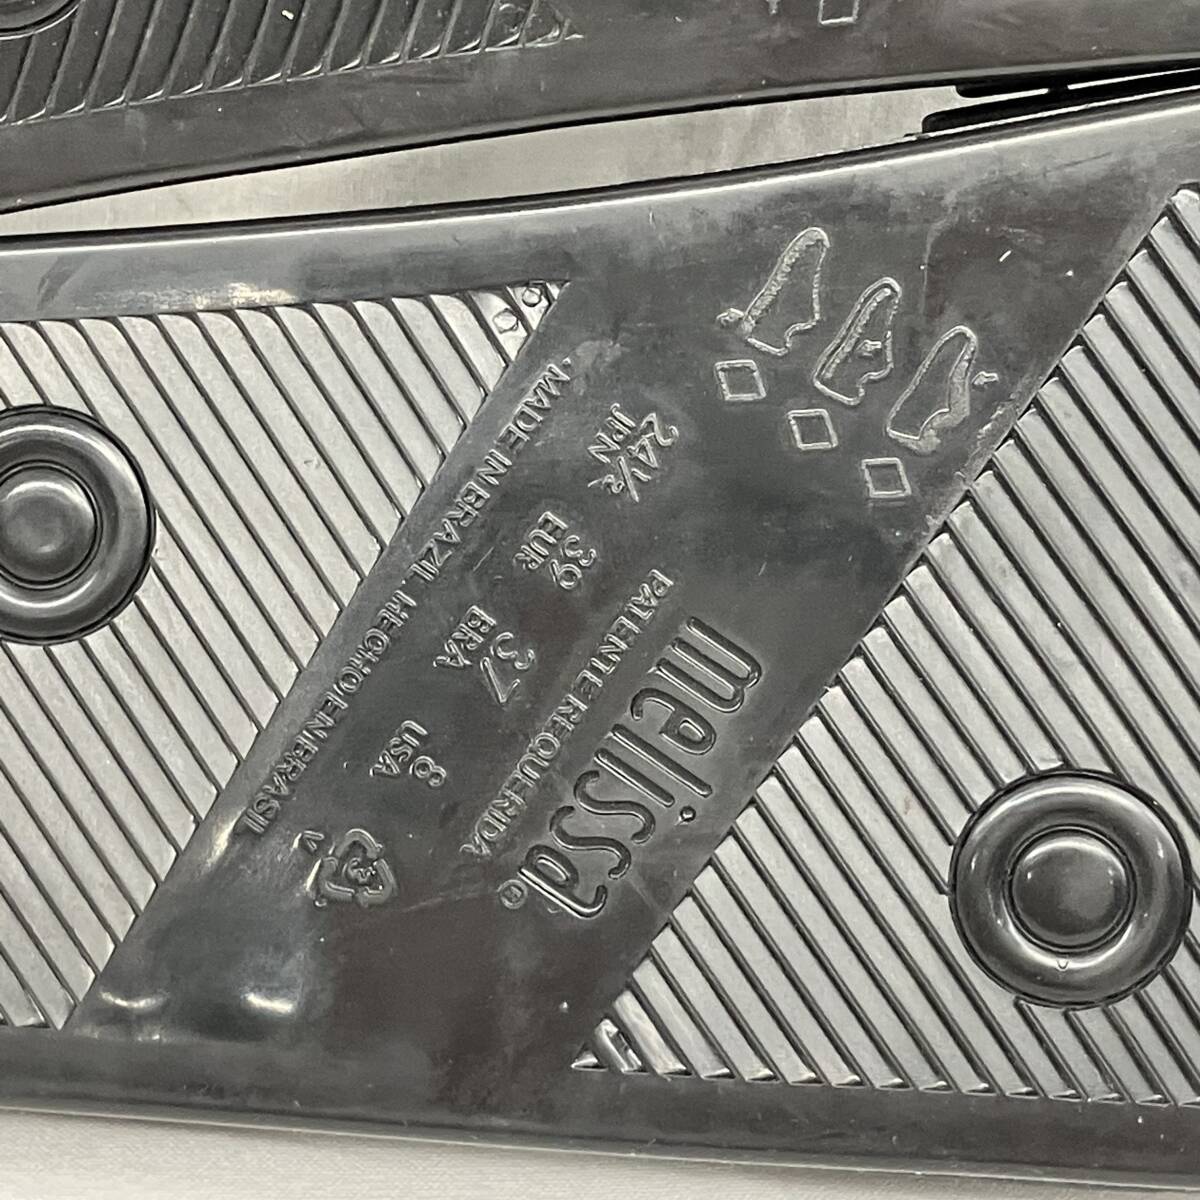 melissa©
PATENTE REQUERIDA
24½ JPN 39 EUR 37 BRA 8 USA
MADE IN BRAZIL. HECHO EN BRASIL
V